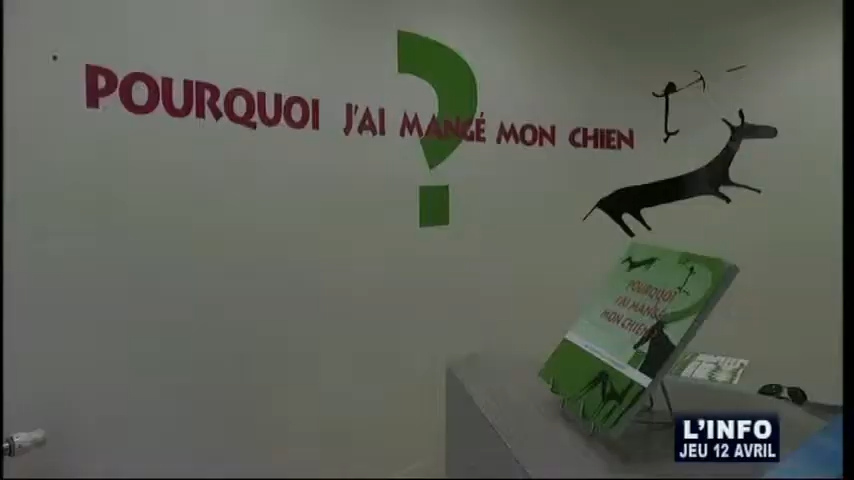 POURQUOI J'AI MANGÉ MON CHIEN
?
POURQUOI
J'AI MANGÉ
MON CHIEN
L'INFO
JEU 12 AVRIL